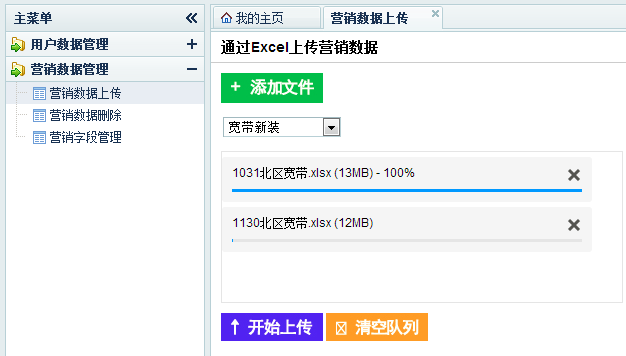 主菜单
用户数据管理
营销数据管理
营销数据上传
营销数据删除
营销字段管理
我的主页 营销数据上传
通过Excel上传营销数据
+ 添加文件
宽带新装
1031北区宽带.xlsx (13MB) - 100%
1130北区宽带.xlsx (12MB)
开始上传 清空队列